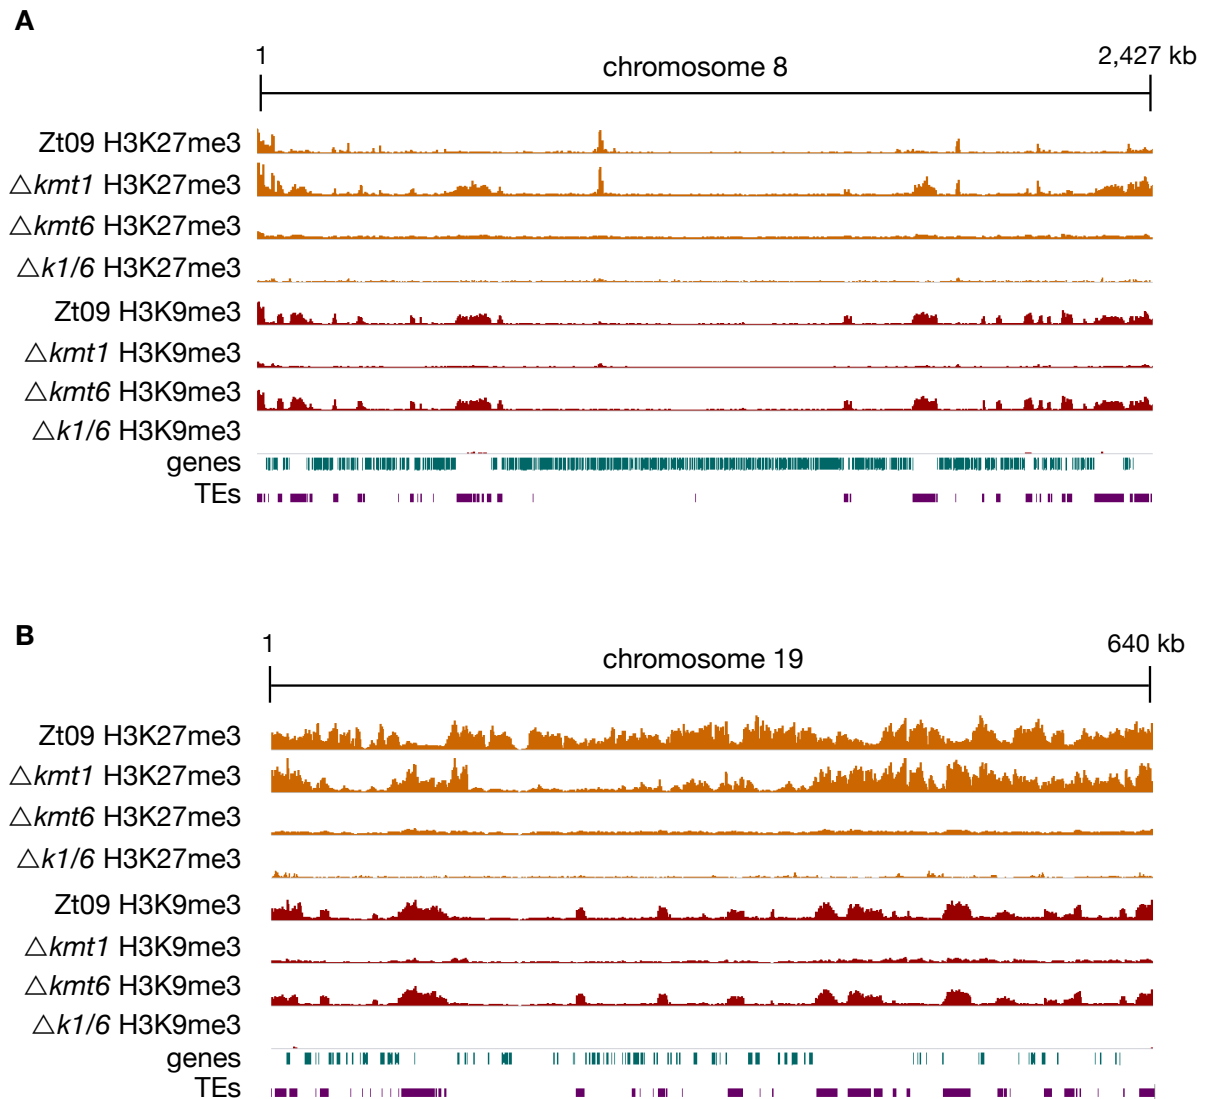 A
1 2,427 kb
chromosome 8
Zt09 H3K27me3
△kmt1 H3K27me3
△kmt6 H3K27me3
△k1/6 H3K27me3
Zt09 H3K9me3
△kmt1 H3K9me3
△kmt6 H3K9me3
△k1/6 H3K9me3
genes
TEs
B
1 640 kb
chromosome 19
Zt09 H3K27me3
△kmt1 H3K27me3
△kmt6 H3K27me3
△k1/6 H3K27me3
Zt09 H3K9me3
△kmt1 H3K9me3
△kmt6 H3K9me3
△k1/6 H3K9me3
genes
TEs